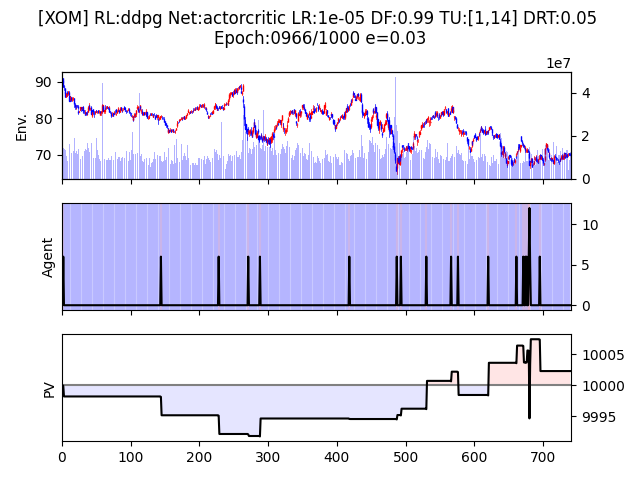 [XOM] RL:ddpg Net:actorcritic LR:1e-05 DF:0.99 TU:[1,14] DRT:0.05
Epoch:0966/1000 e=0.03
1e7
Env.
90
80
70
4
2
0
Agent
10
5
0
PV
10005
10000
9995
0 100 200 300 400 500 600 700